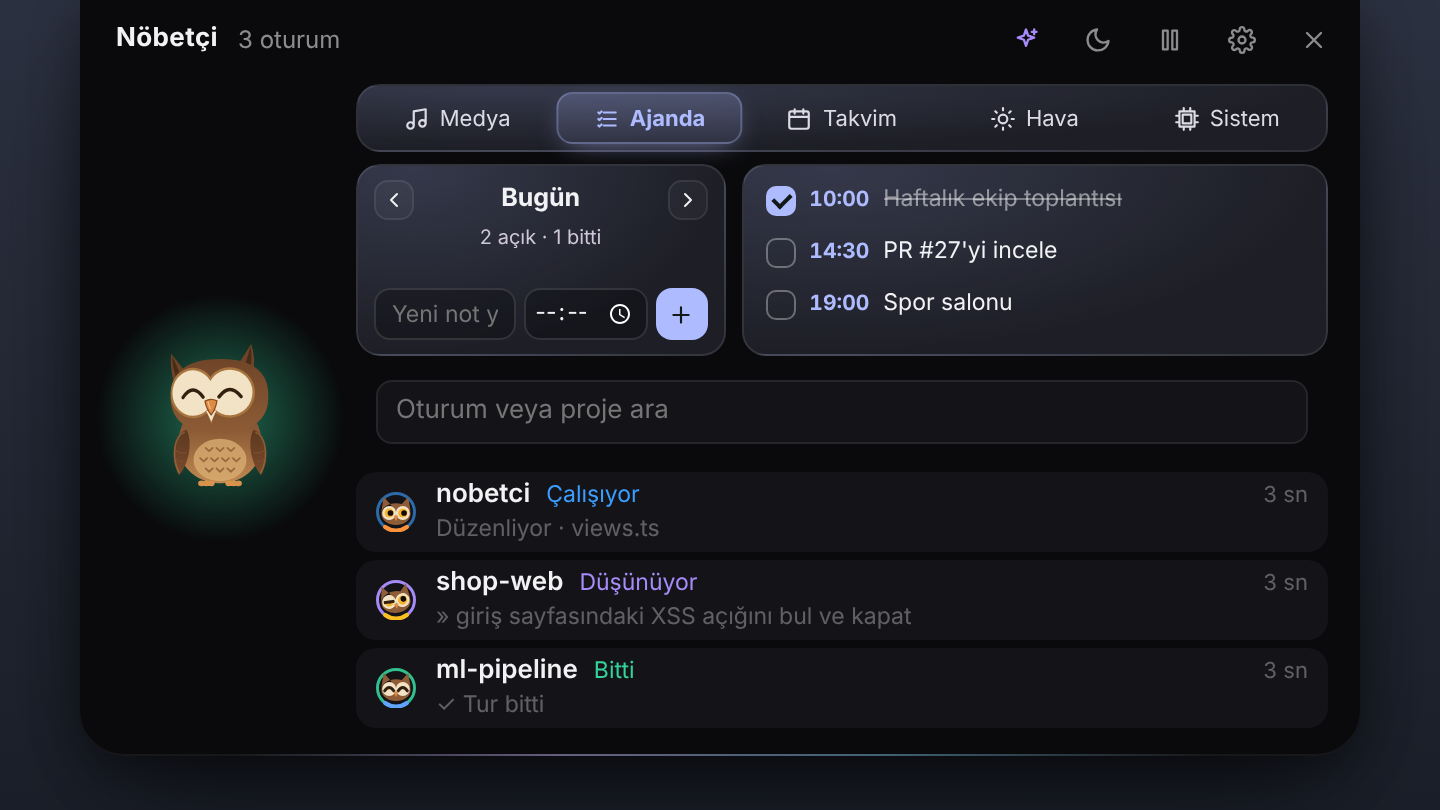 Nöbetçi 3 oturum
Medya Ajanda Takvim Hava Sistem
Bugün
2 açık · 1 bitti
Yeni not y --:-- +
10:00 Haftalık ekip toplantısı
14:30 PR #27'yi incele
19:00 Spor salonu
Oturum veya proje ara
nobetci Çalışıyor 3 sn
Düzenliyor · views.ts
shop-web Düşünüyor 3 sn
» giriş sayfasındaki XSS açığını bul ve kapat
ml-pipeline Bitti 3 sn
✓ Tur bitti